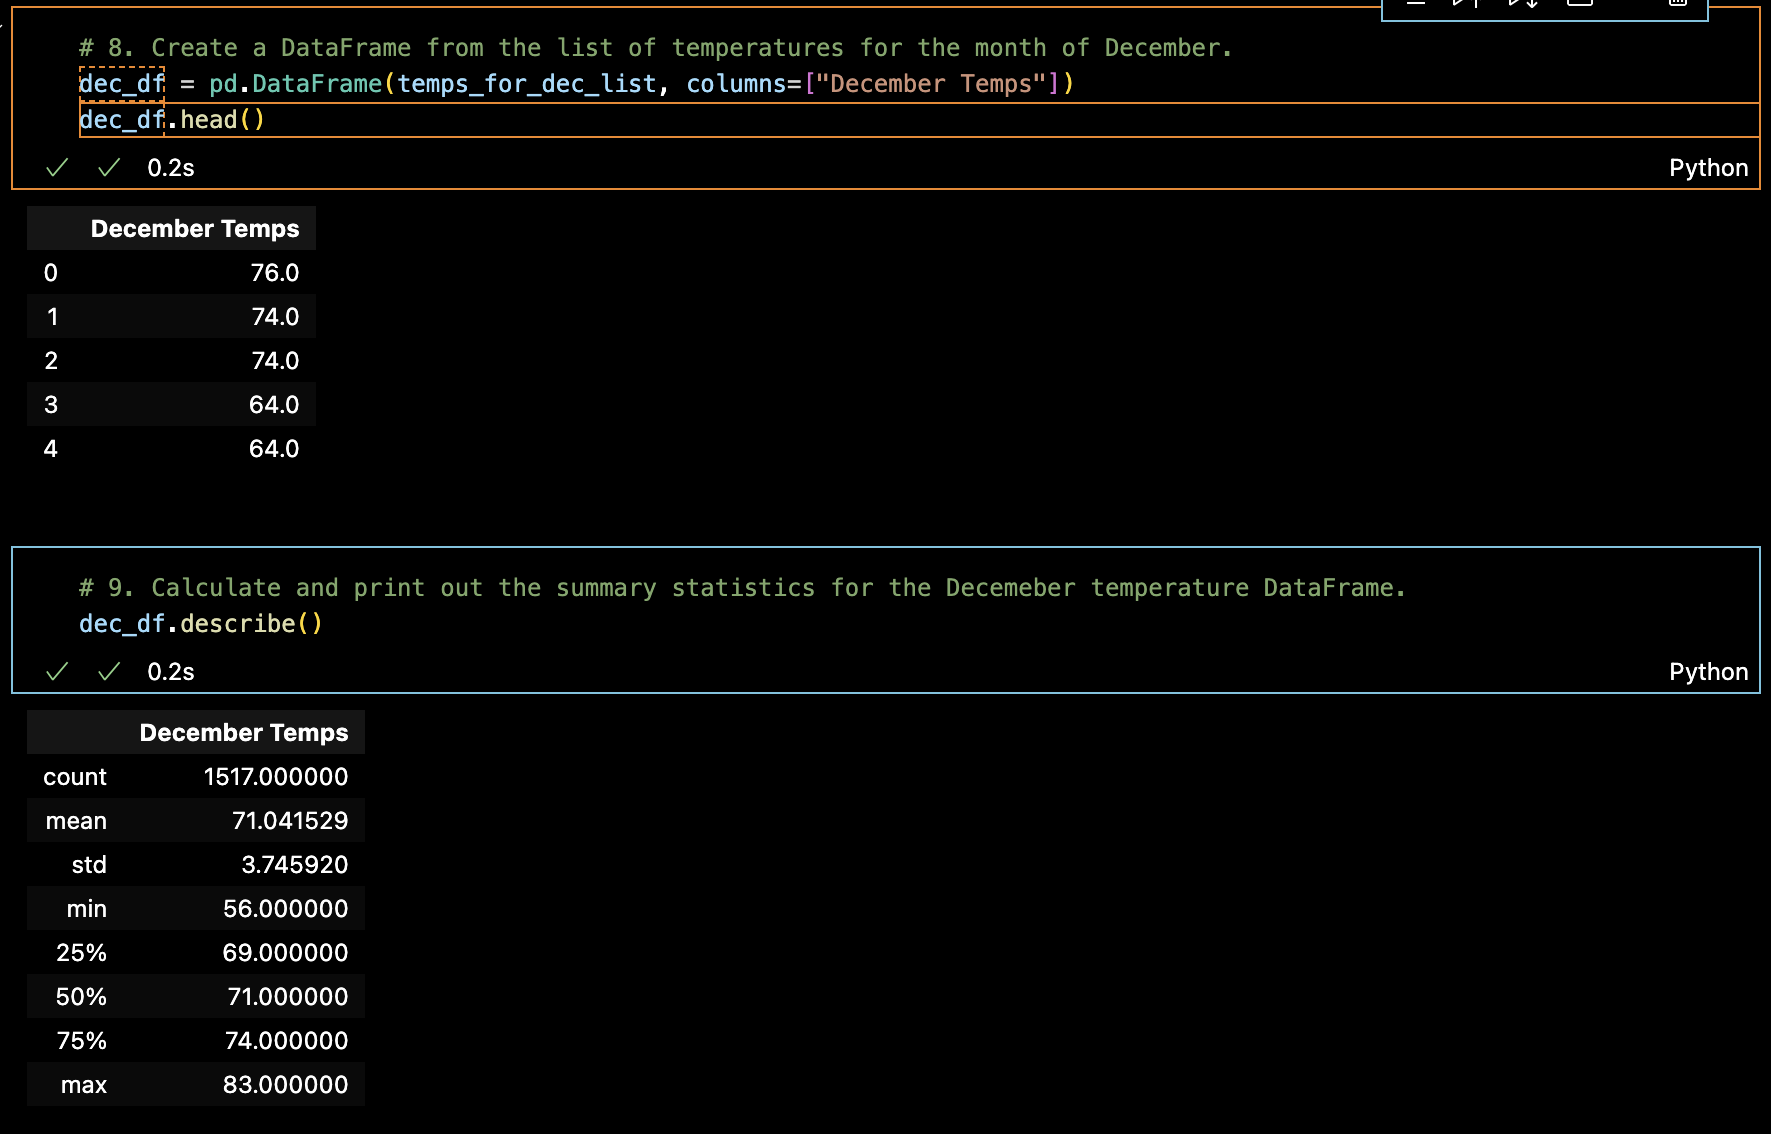 # 8. Create a DataFrame from the list of temperatures for the month of December.
dec_df = pd.DataFrame(temps_for_dec_list, columns=["December Temps"])
dec_df.head()
0.2s Python
December Temps
0 76.0
1 74.0
2 74.0
3 64.0
4 64.0
# 9. Calculate and print out the summary statistics for the Decemeber temperature DataFrame.
dec_df.describe()
0.2s Python
December Temps
count 1517.000000
mean 71.041529
std 3.745920
min 56.000000
25% 69.000000
50% 71.000000
75% 74.000000
max 83.000000